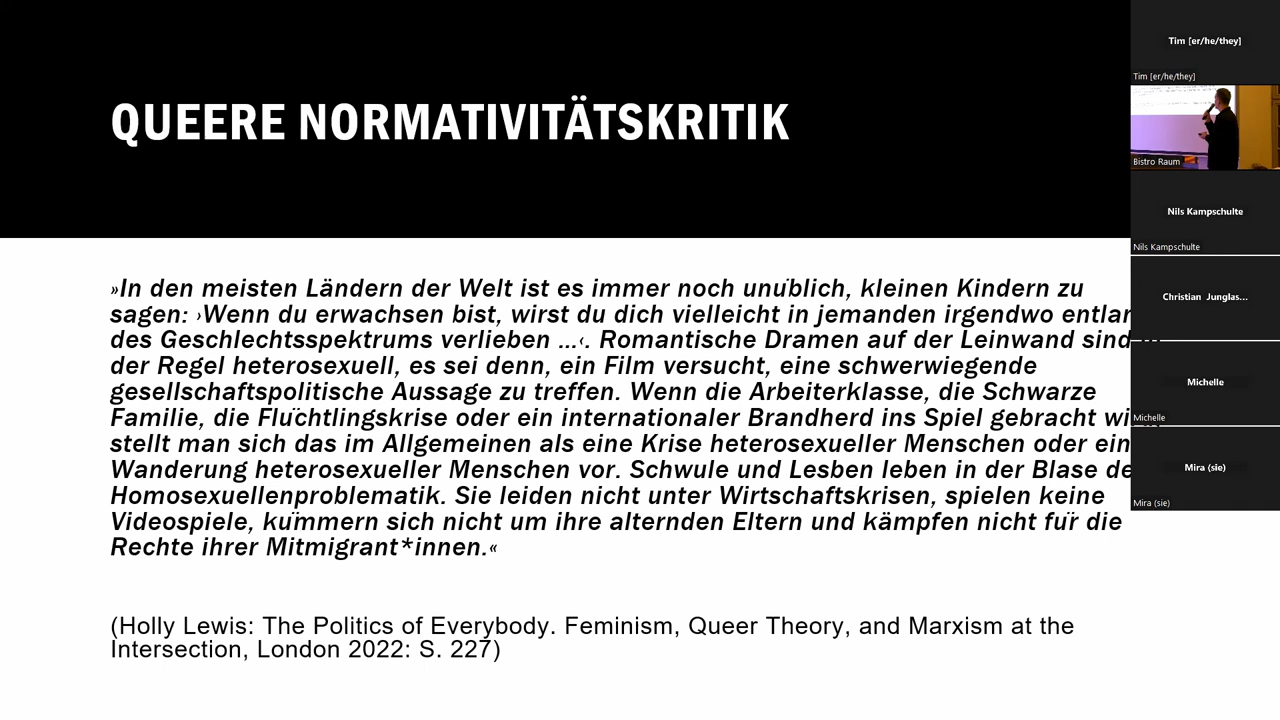 QUEERE NORMATIVITÄTSKRITIK
»In den meisten Ländern der Welt ist es immer noch unüblich, kleinen Kindern zu
sagen: ›Wenn du erwachsen bist, wirst du dich vielleicht in jemanden irgendwo entlan
des Geschlechtsspektrums verlieben ...‹. Romantische Dramen auf der Leinwand sind
der Regel heterosexuell, es sei denn, ein Film versucht, eine schwerwiegende
gesellschaftspolitische Aussage zu treffen. Wenn die Arbeiterklasse, die Schwarze
Familie, die Flüchtlingskrise oder ein internationaler Brandherd ins Spiel gebracht wi
stellt man sich das im Allgemeinen als eine Krise heterosexueller Menschen oder ein
Wanderung heterosexueller Menschen vor. Schwule und Lesben leben in der Blase de
Homosexuellenproblematik. Sie leiden nicht unter Wirtschaftskrisen, spielen keine
Videospiele, kümmern sich nicht um ihre alternden Eltern und kämpfen nicht für die
Rechte ihrer Mitmigrant*innen.«
(Holly Lewis: The Politics of Everybody. Feminism, Queer Theory, and Marxism at the
Intersection, London 2022: S. 227)
Tim [er/he/they]
Tim [er/he/they]
Bistro Raum
Nils Kampschulte
Nils Kampschulte
Christian Junglas...
Michelle
Michelle
Mira (sie)
Mira (sie)